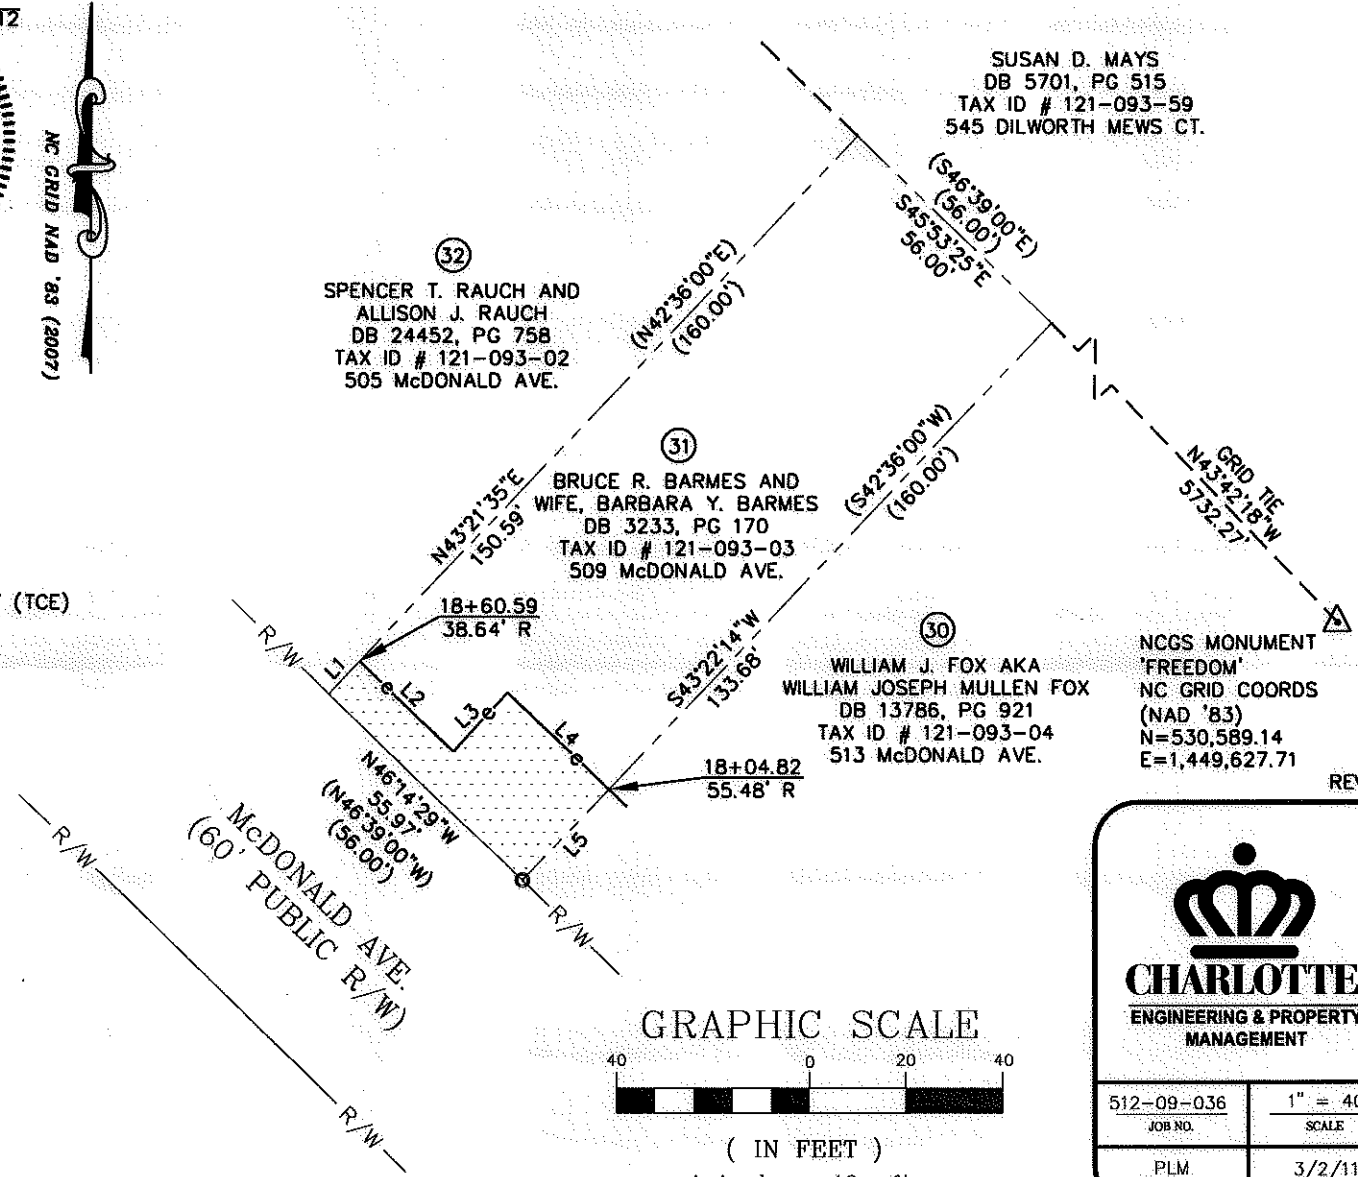 12
NC GRID NAD '83 (2007)
SUSAN D. MAYS
DB 5701, PG 515
TAX ID # 121-093-59
545 DILWORTH MEWS CT.
(S46°39'00"E)
(56.00')
S45°53'25"E
56.00'
32
SPENCER T. RAUCH AND
ALLISON J. RAUCH
DB 24452, PG 758
TAX ID # 121-093-02
505 McDONALD AVE.
(N42°36'00"E)
(160.00')
N43°21'35"E
150.59'
31
BRUCE R. BARMES AND
WIFE, BARBARA Y. BARMES
DB 3233, PG 170
TAX ID # 121-093-03
509 McDONALD AVE.
(S42°36'00"W)
(160.00')
S43°22'14"W
133.68'
GRID TIE
N43°42'18"W
5732.27'
(TCE)
18+60.59
38.64' R
R/W
L1
e
L2
L3
e
L4
e
L5
30
WILLIAM J. FOX AKA
WILLIAM JOSEPH MULLEN FOX
DB 13786, PG 921
TAX ID # 121-093-04
513 McDONALD AVE.
NCGS MONUMENT
'FREEDOM'
NC GRID COORDS
(NAD '83)
N=530,589.14
E=1,449,627.71
18+04.82
55.48' R
N46°14'29"W
55.97'
(N46°39'00"W)
(56.00')
R/W
McDONALD AVE.
(60' PUBLIC R/W)
R/W
R/W
REV
GRAPHIC SCALE
40 0 20 40
( IN FEET )
CHARLOTTE
ENGINEERING & PROPERTY
MANAGEMENT
512-09-036
JOB NO.
1" = 40
SCALE
PLM
3/2/11